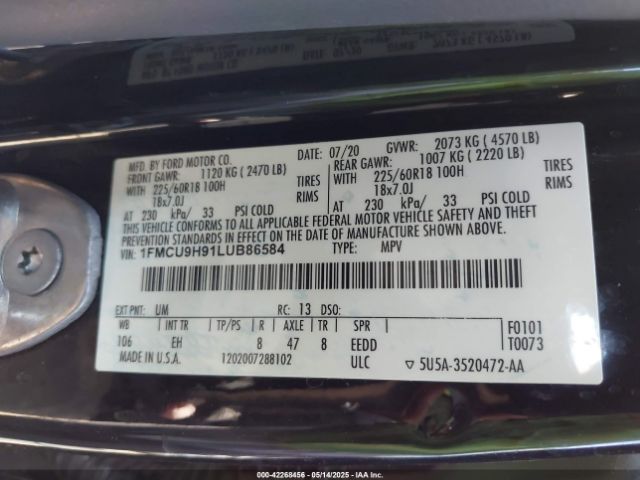 MFD. BY FORD MOTOR CO.
DATE: 07/20 GVWR: 2073 KG ( 4570 LB)
FRONT GAWR: 1120 KG ( 2470 LB)
REAR GAWR: 1007 KG ( 2220 LB)
WITH 225/60R18 100H TIRES
18x7.0J RIMS
AT 230 kPa/ 33 PSI COLD
WITH 225/60R18 100H TIRES
18x7.0J RIMS
AT 230 kPa/ 33 PSI COLD
THIS VEHICLE CONFORMS TO ALL APPLICABLE FEDERAL MOTOR VEHICLE SAFETY AND THEFT
PREVENTION STANDARDS IN EFFECT ON THE DATE OF MANUFACTURE SHOWN ABOVE.
VIN: 1FMCU9H91LUB86584
TYPE: MPV
EXT PNT: UM RC: 13 DSO:
WB INT TR TP/PS R AXLE TR SPR
106 EH 8 47 8 EEDD
F0101
T0073
MADE IN U.S.A. 1202007288102 ULC ▽ 5U5A-3520472-AA
000-42268456 - 05/14/2025 - IAA Inc. - Copart